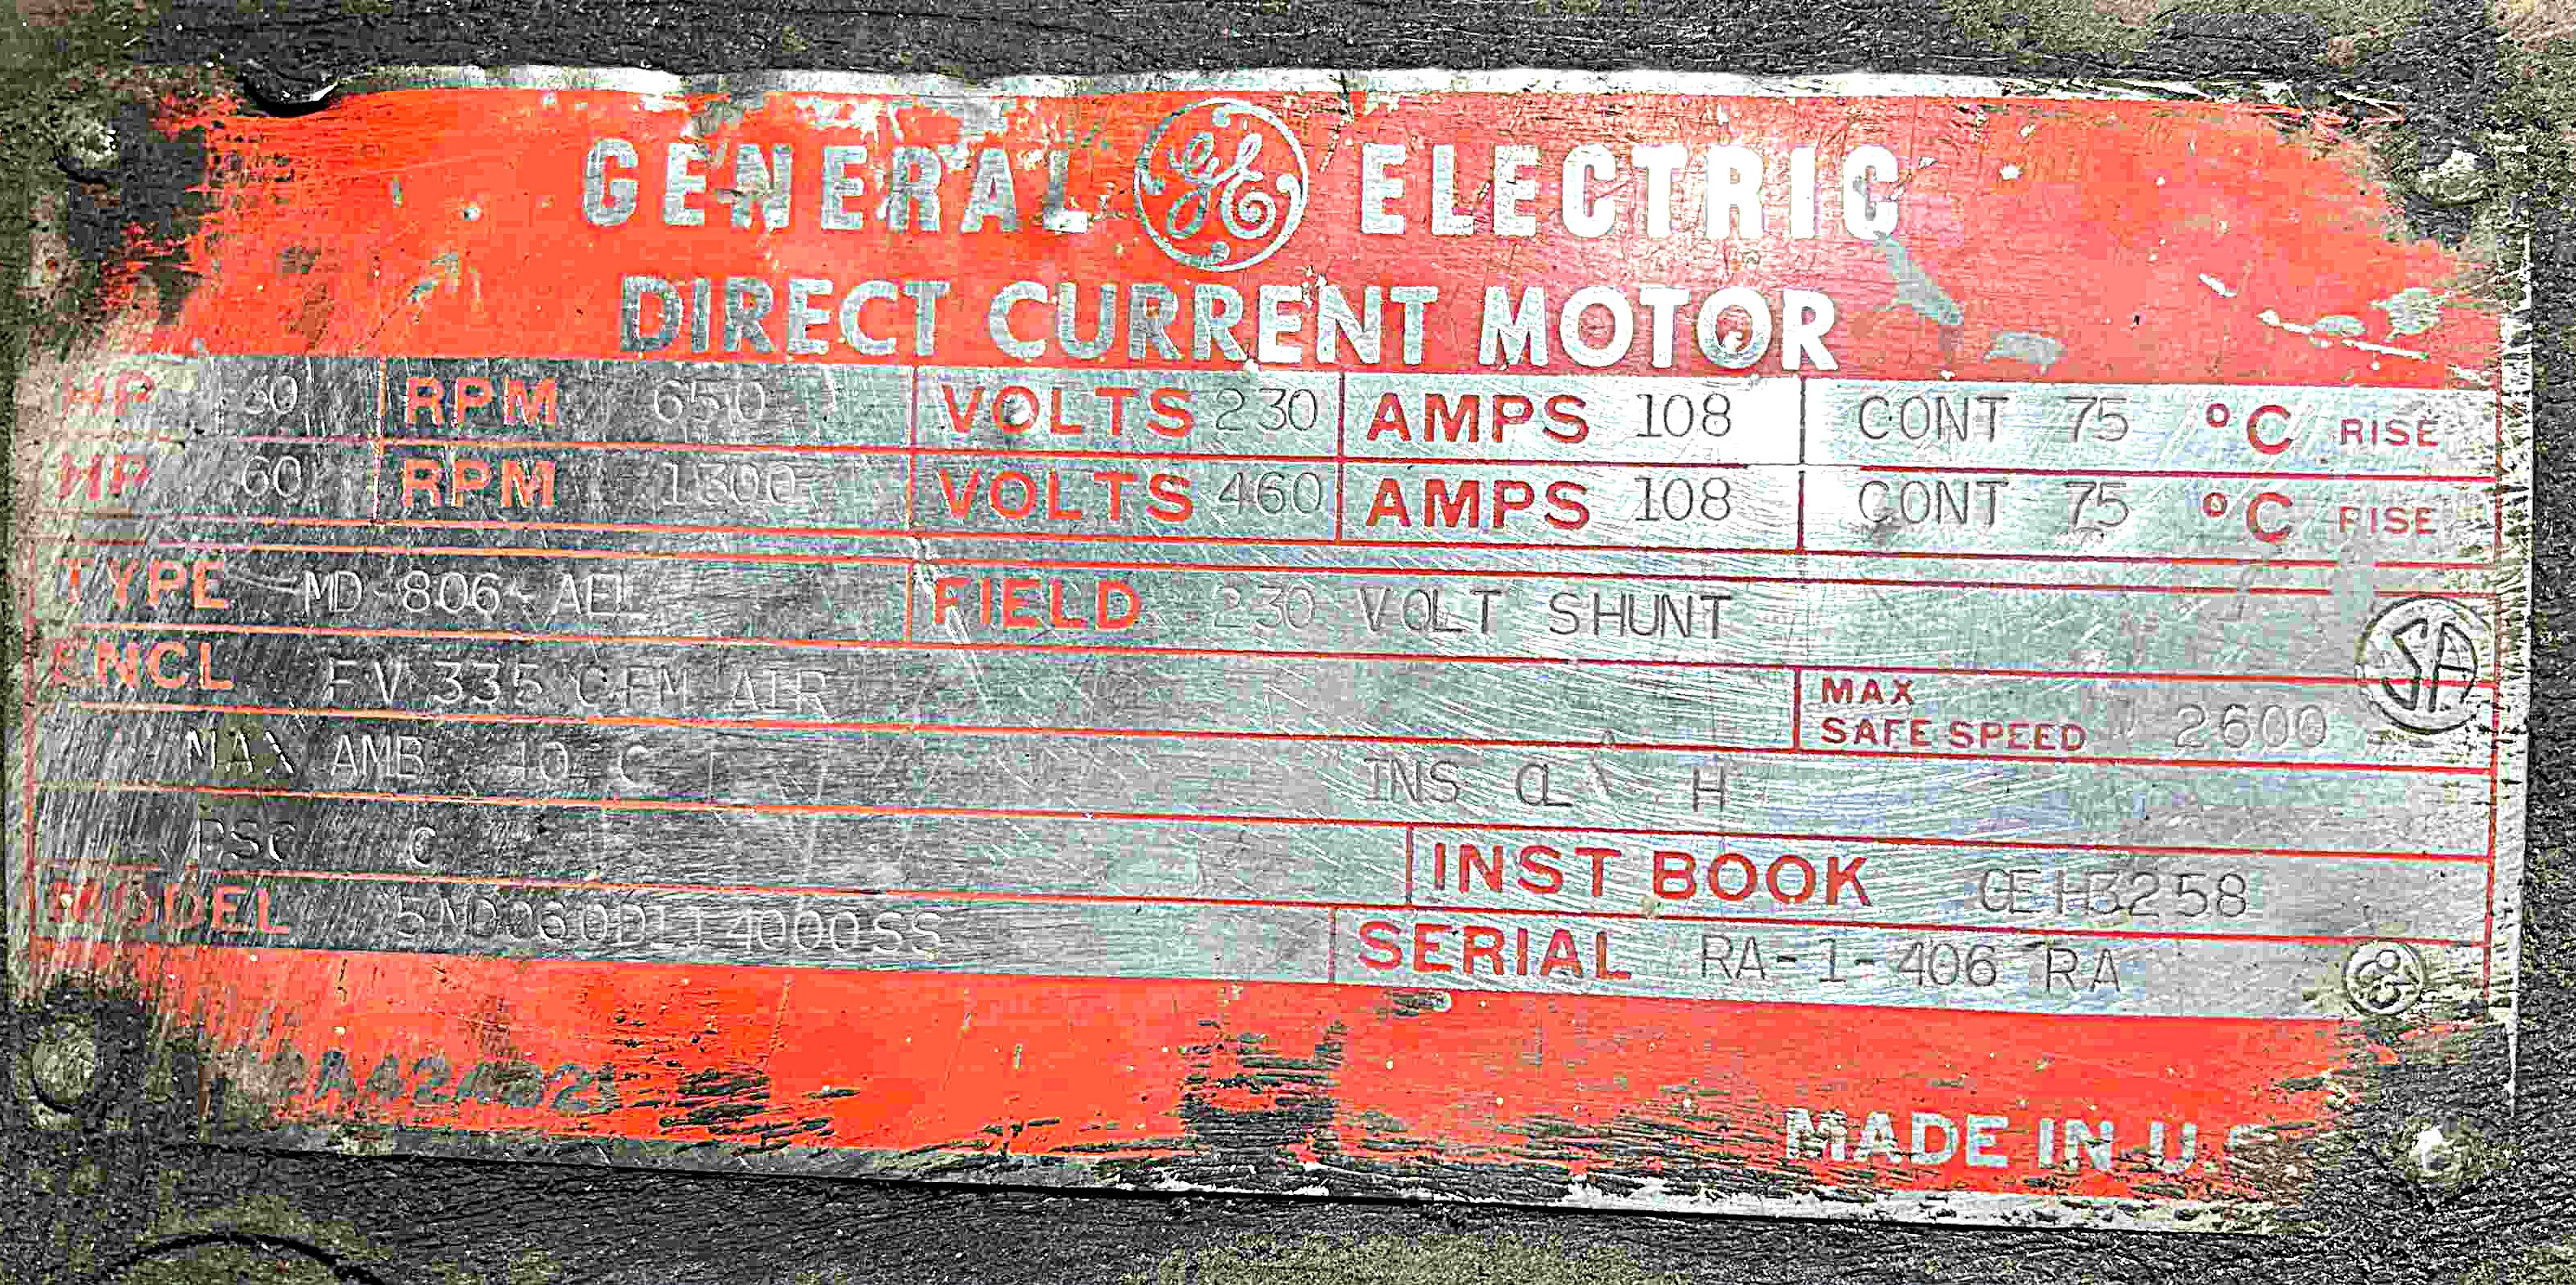 GENERAL GE ELECTRIC
DIRECT CURRENT MOTOR
HP 30 RPM 650 VOLTS 230 AMPS 108 CONT 75 °C RISE
HP 60 RPM 1300 VOLTS 460 AMPS 108 CONT 75 °C RISE
TYPE MD-806- FIELD 230 VOLT SHUNT
SA
ENCL FV 335 CFM AIR
MAX SAFE SPEED 2600
MAX AMB 40 C INS CL H
C INST BOOK GEH3258
MODEL SERIAL RA-1-406 RA
MADE IN